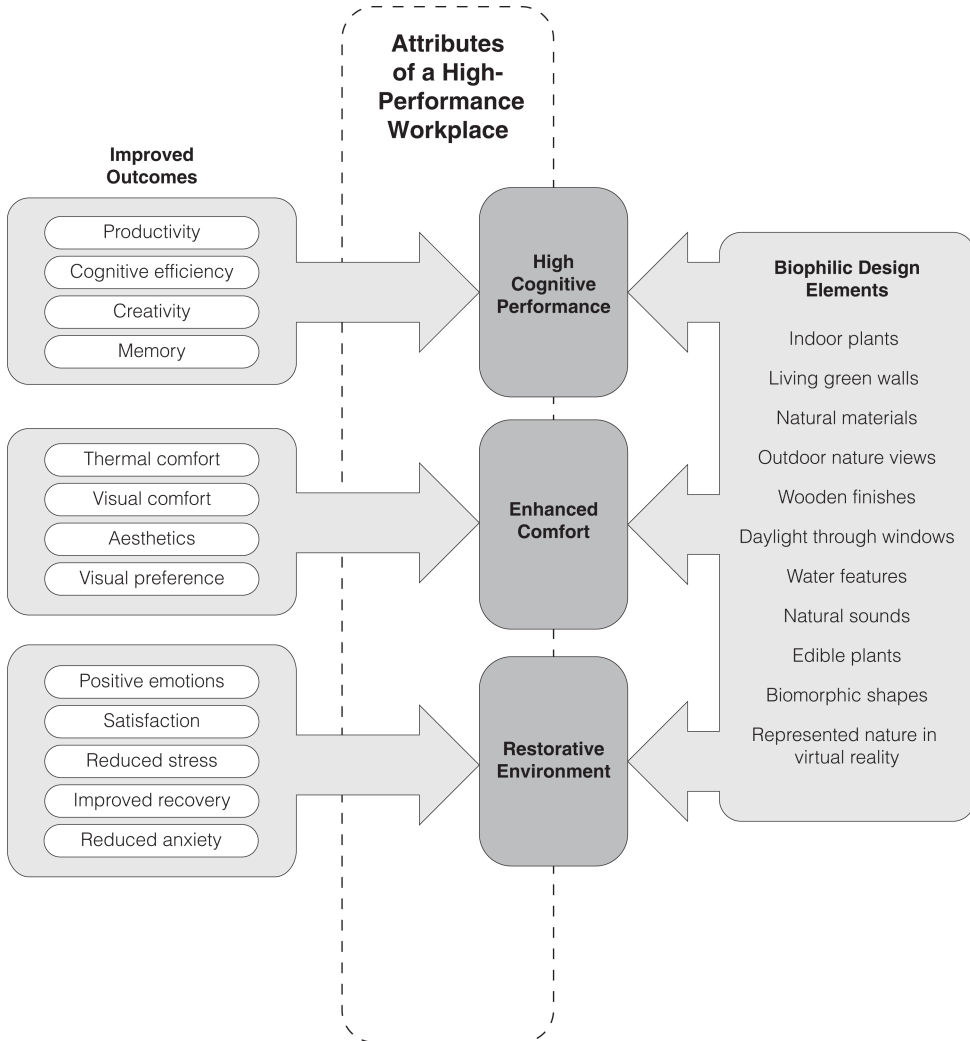 Attributes
of a High-
Performance
Workplace
Improved
Outcomes
Productivity
Cognitive efficiency
Creativity
Memory
Thermal comfort
Visual comfort
Aesthetics
Visual preference
Positive emotions
Satisfaction
Reduced stress
Improved recovery
Reduced anxiety
High
Cognitive
Performance
Enhanced
Comfort
Restorative
Environment
Biophilic Design
Elements
Indoor plants
Living green walls
Natural materials
Outdoor nature views
Wooden finishes
Daylight through windows
Water features
Natural sounds
Edible plants
Biomorphic shapes
Represented nature in
virtual reality